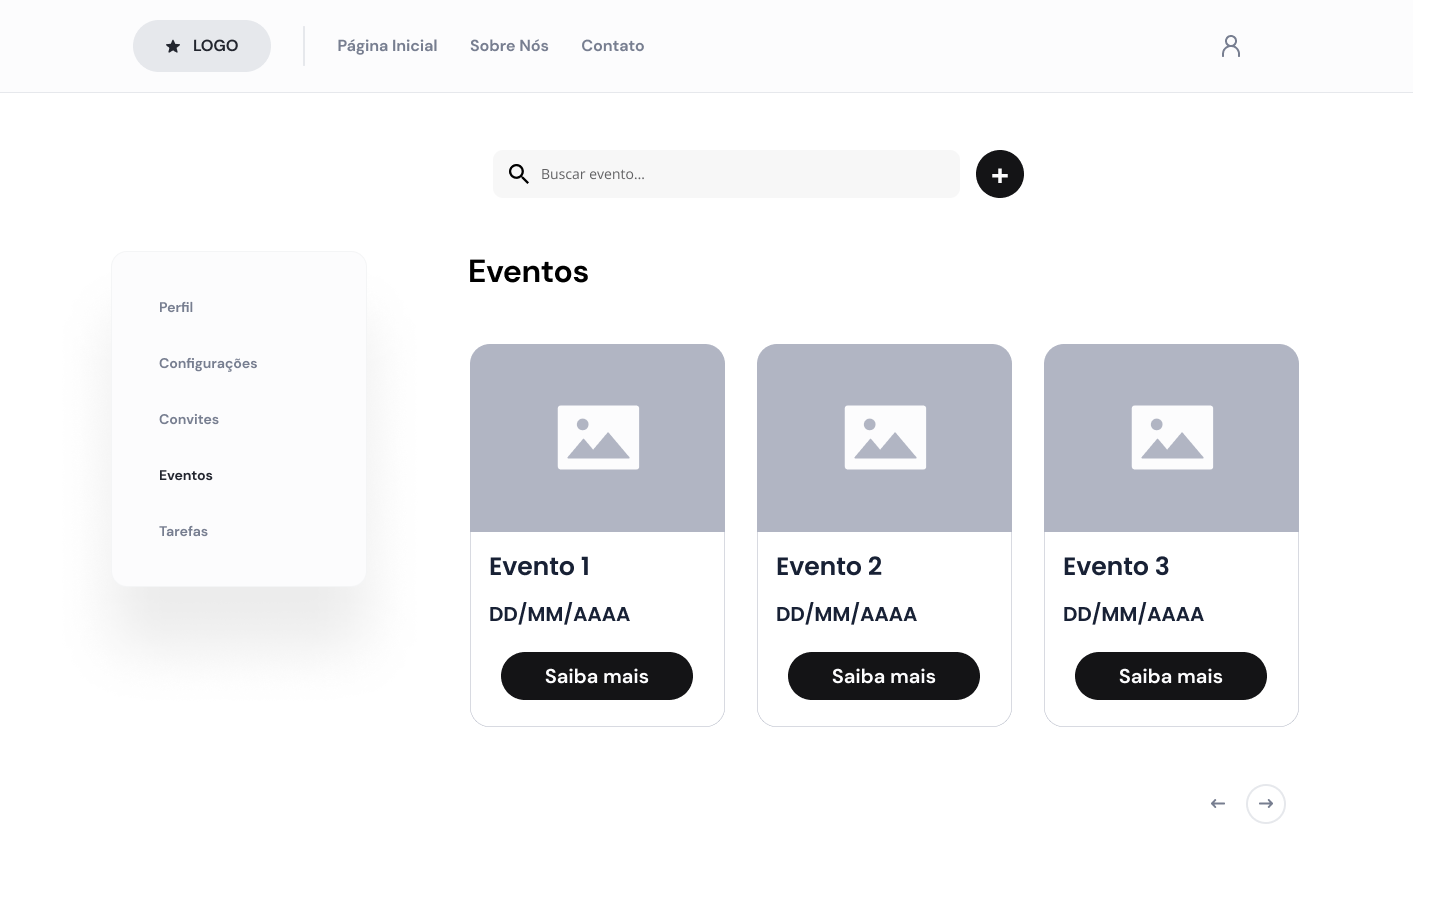 LOGO
Página Inicial
Sobre Nós
Contato
Buscar evento...
+
Perfil
Configurações
Convites
Eventos
Tarefas
Eventos
Evento 1
DD/MM/AAAA
Saiba mais
Evento 2
DD/MM/AAAA
Saiba mais
Evento 3
DD/MM/AAAA
Saiba mais